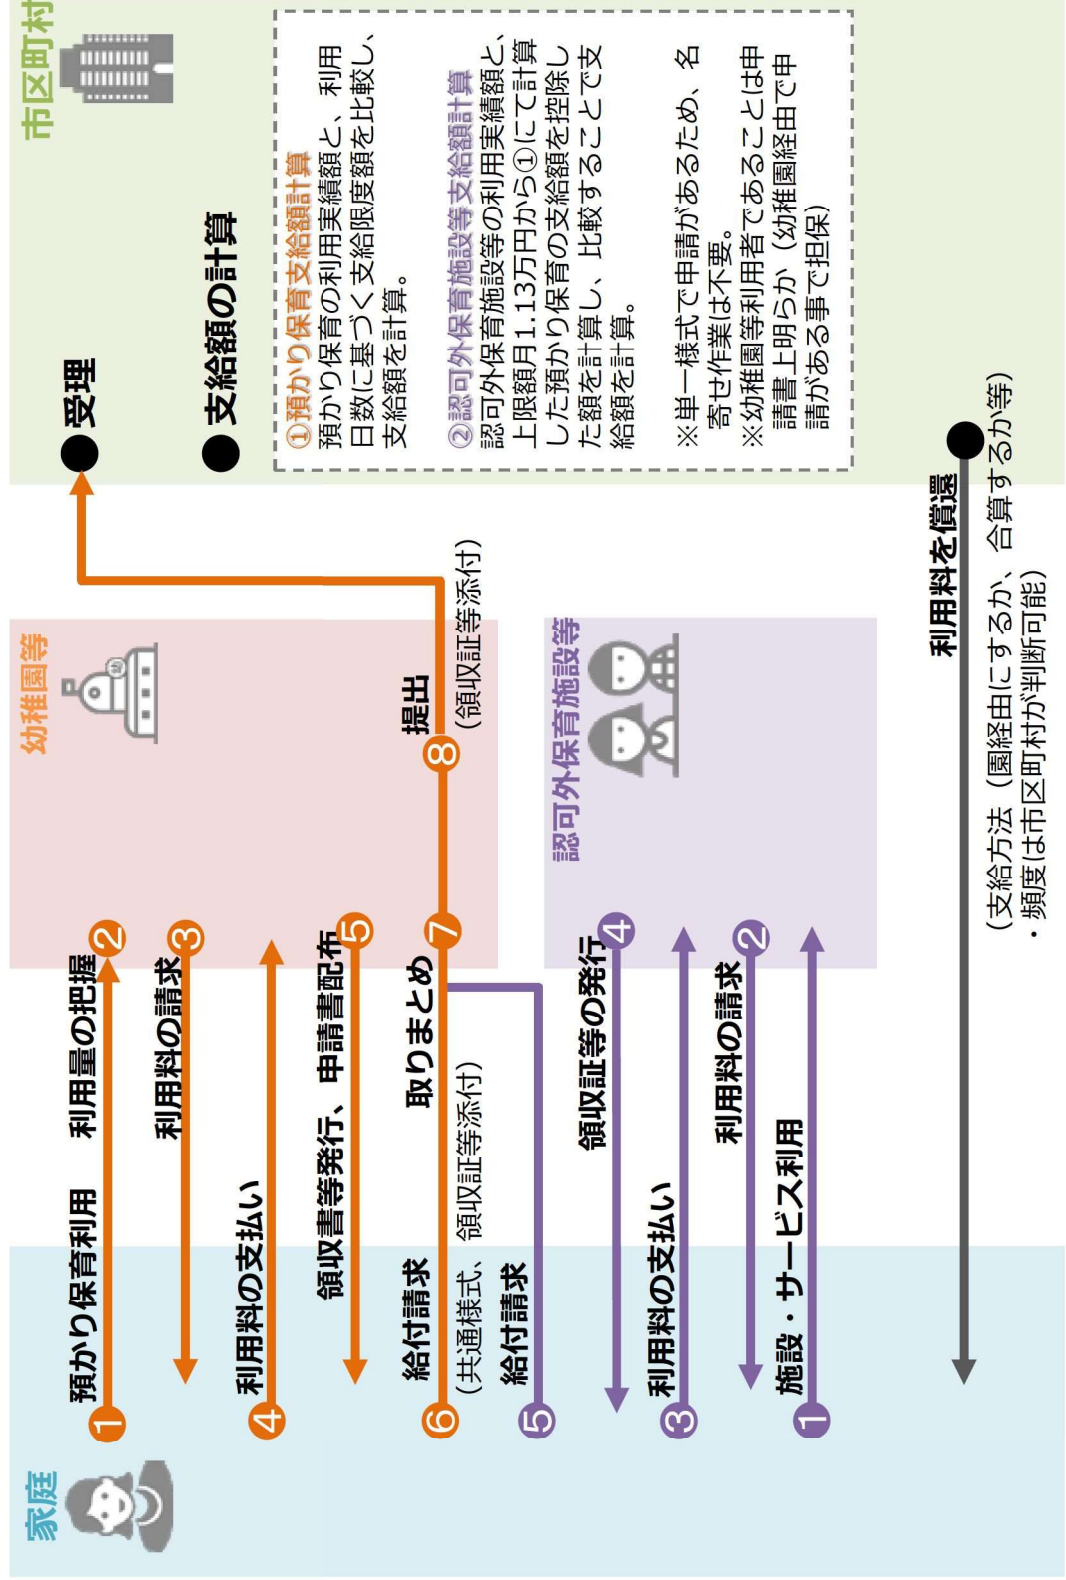 家庭
幼稚園等
幼
市区町村
預かり保育利用
利用量の把握
①
②
利用料の請求
③
利用料の支払い
④
領収書等発行、申請書配布
⑤
給付請求
取りまとめ
提出
⑥
⑦
⑧
（共通様式、領収証等添付）
（領収証等添付）
給付請求
⑤
認可外保育施設等
領収証等の発行
④
利用料の支払い
③
利用料の請求
②
施設・サービス利用
①
●受理
●支給額の計算
①預かり保育支給額計算
預かり保育の利用実績額と、利用
日数に基づく支給限度額を比較し、
支給額を計算。
②認可外保育施設等支給額計算
認可外保育施設等の利用実績額と、
上限額月1.13万円から①にて計算
した預かり保育の支給額を控除し
た額を計算し、比較することで支
給額を計算。
※単一様式で申請があるため、名
寄せ作業は不要。
※幼稚園等利用者であることは申
請書上明らか（幼稚園経由で申
請がある事で担保）
利用料を償還
（支給方法（園経由にするか、合算するか等）
・頻度は市区町村が判断可能）